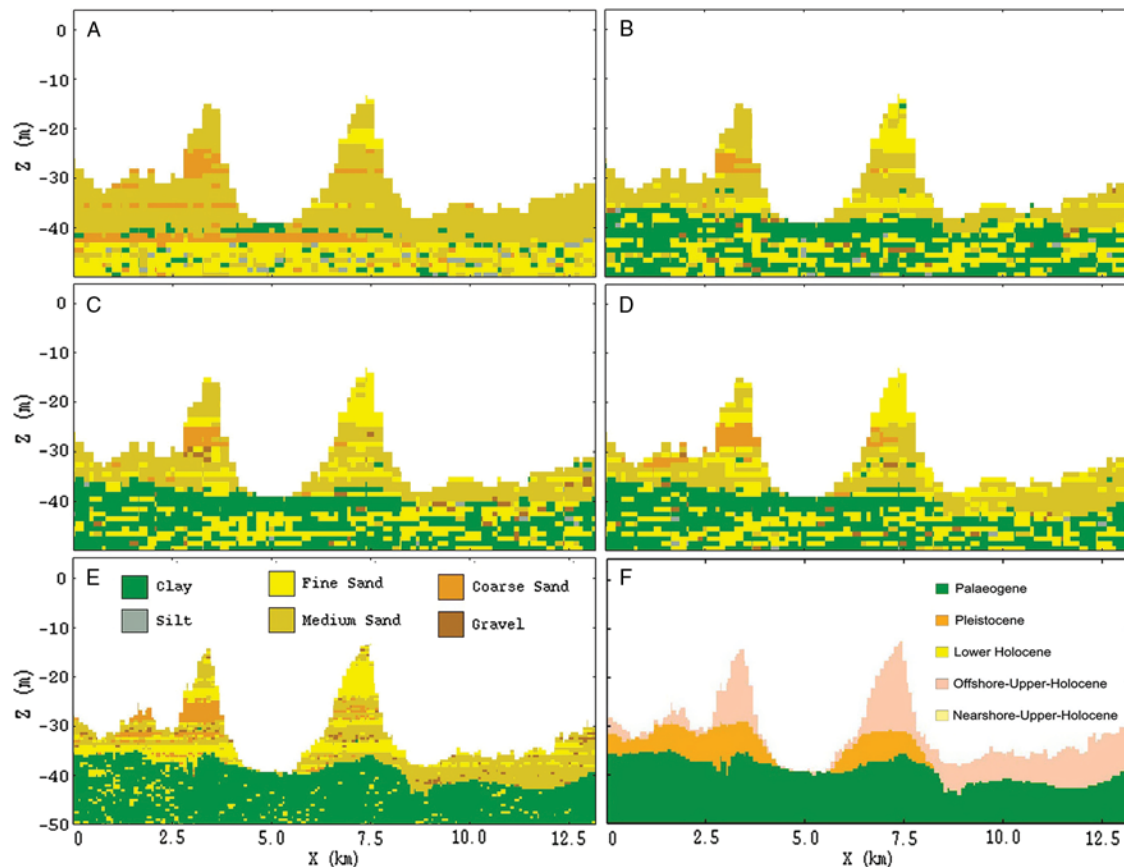 A
B
0
-10
-20
-30
-40
Z (m)
C
D
0
-10
-20
-30
-40
Z (m)
E
Clay
Fine Sand
Coarse Sand
Silt
Medium Sand
Gravel
F
Palaeogene
Pleistocene
Lower Holocene
Offshore-Upper-Holocene
Nearshore-Upper-Holocene
0
-10
-20
-30
-40
-50
Z (m)
0 2.5 5.0 7.5 10.0 12.5
X (km)
0 2.5 5.0 7.5 10.0 12.5
X (km)